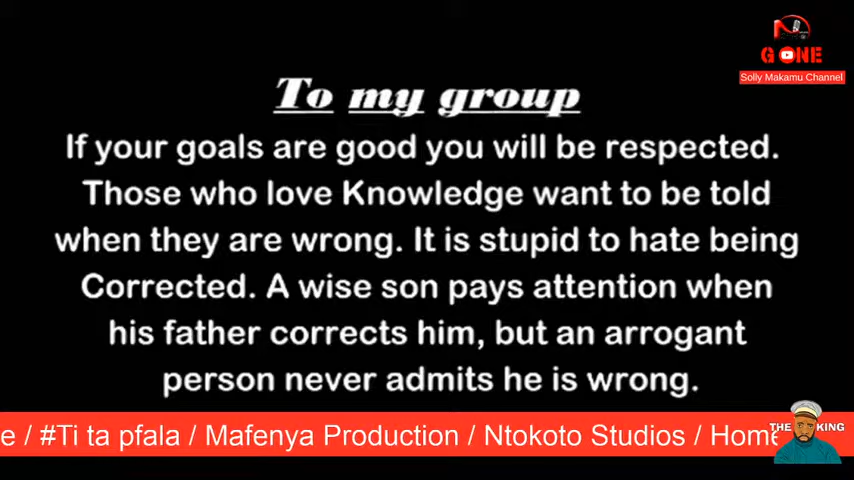 G ONE
Solly Makamu Channel
To my group
If your goals are good you will be respected.
Those who love Knowledge want to be told
when they are wrong. It is stupid to hate being
Corrected. A wise son pays attention when
his father corrects him, but an arrogant
person never admits he is wrong.
e / #Ti ta pfala / Mafenya Production / Ntokoto Studios / Home
THE KING